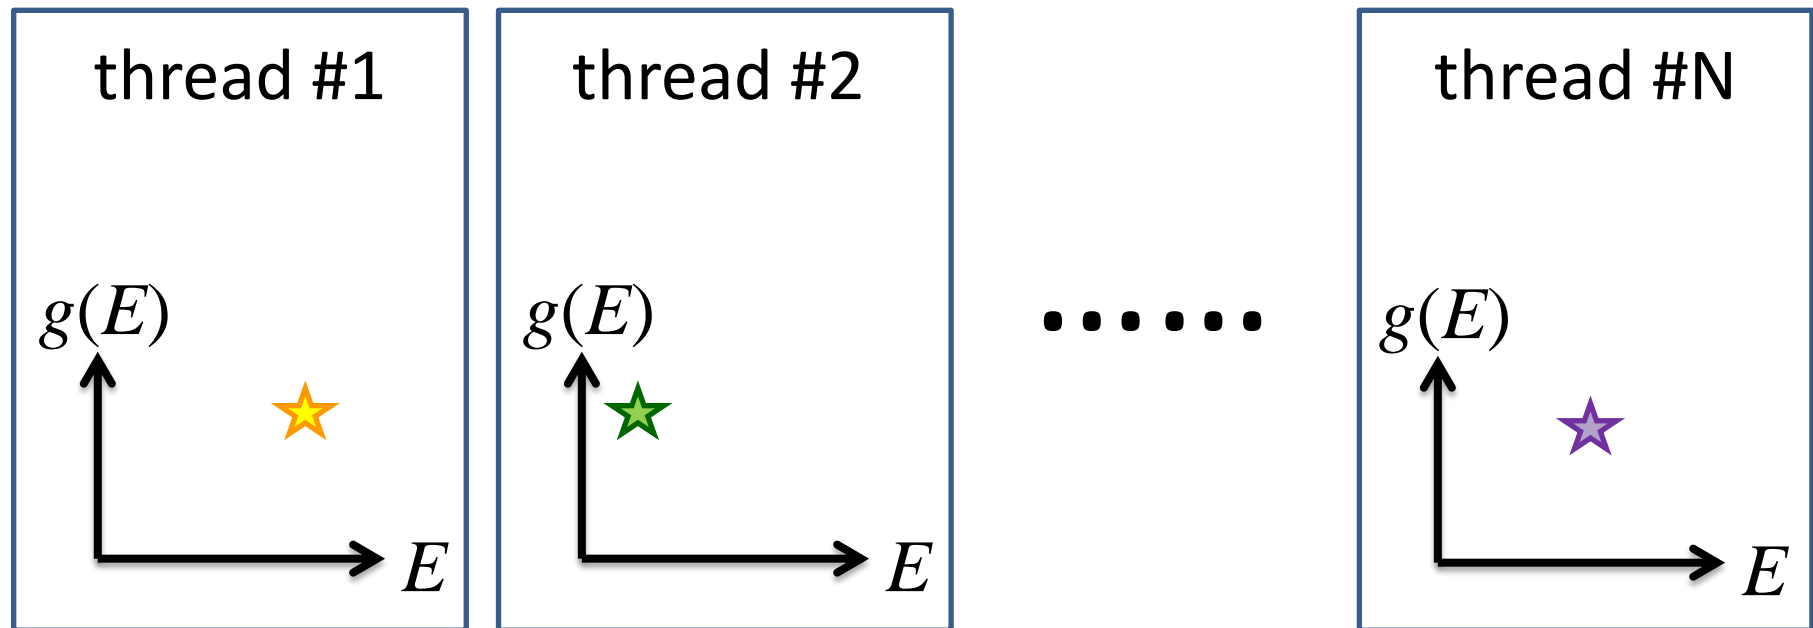 thread #1
g(E)
E
thread #2
g(E)
E
......
thread #N
g(E)
E